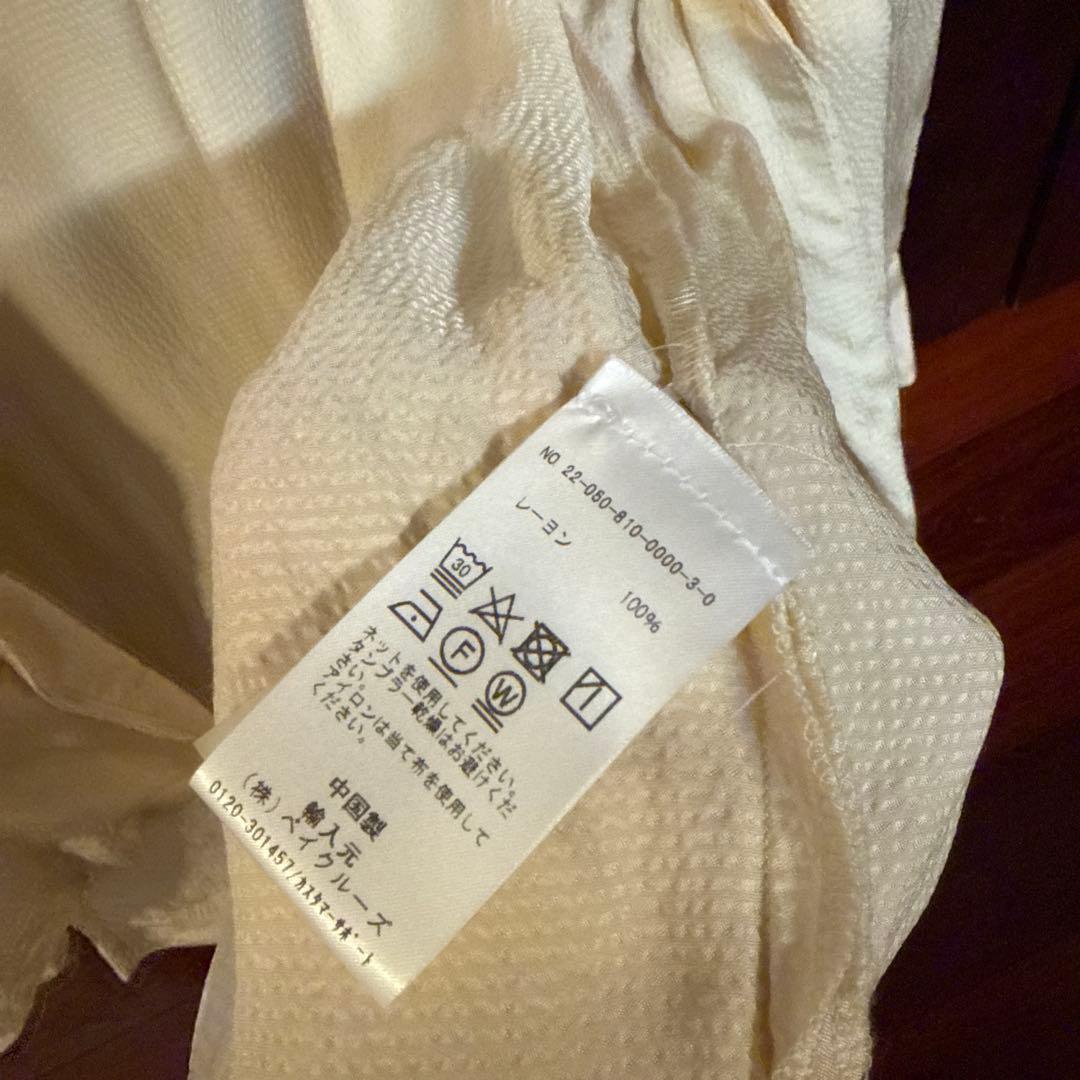 NO 22-050-810-0000-3-0
レーヨン 100%
30
F
W
ネットを使用してください。
タンブラー乾燥はお避けくだ
さい。
アイロンは当て布を使用して
ください。
中国製
輸入元
(株)ベイクルーズ
0120-301457/カスタマーサポート